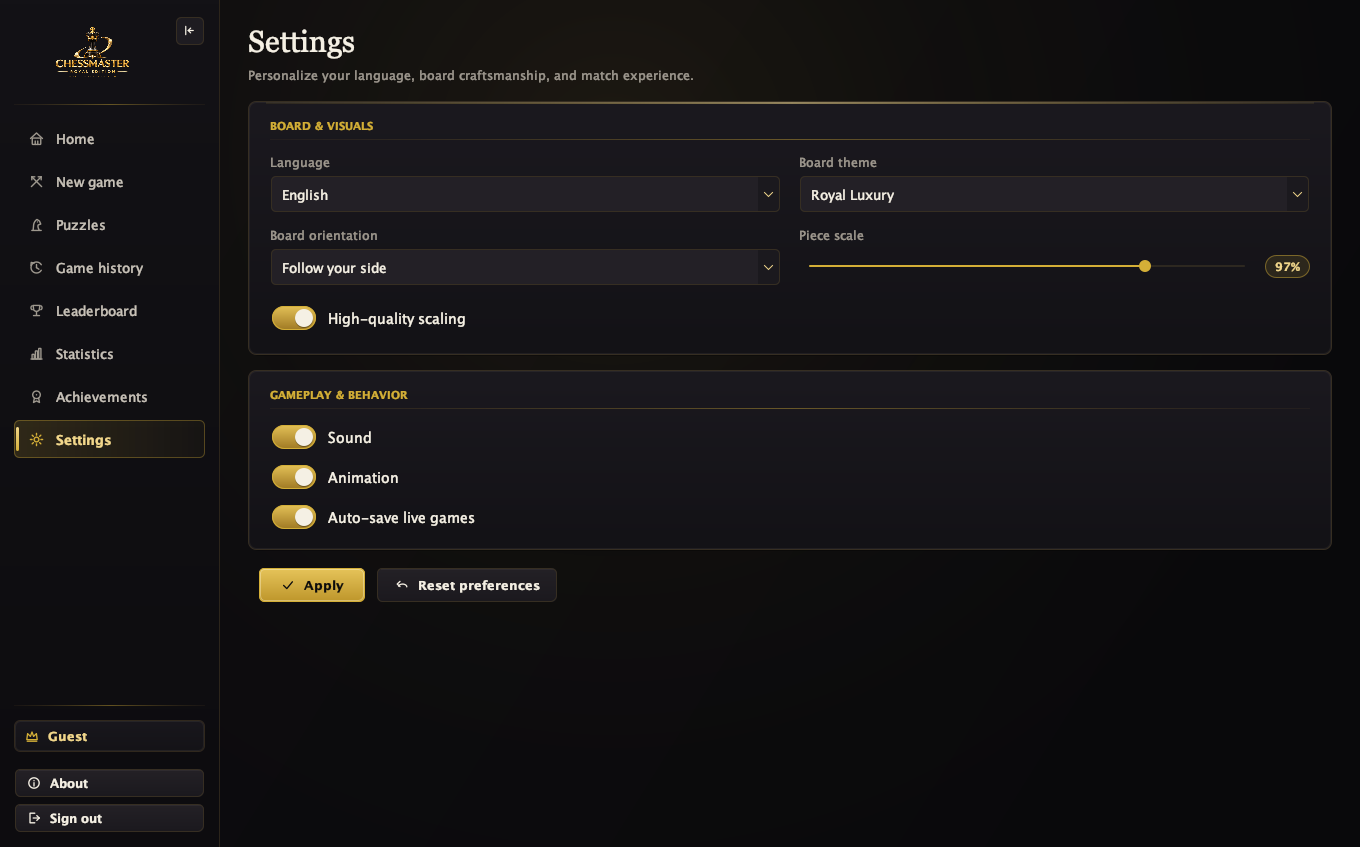 CHESSMASTER
ROYAL EDITION
Home
New game
Puzzles
Game history
Leaderboard
Statistics
Achievements
Settings
Guest
About
Sign out
Settings
Personalize your language, board craftsmanship, and match experience.
BOARD & VISUALS
Language
English
Board theme
Royal Luxury
Board orientation
Follow your side
Piece scale
97%
High-quality scaling
GAMEPLAY & BEHAVIOR
Sound
Animation
Auto-save live games
Apply
Reset preferences